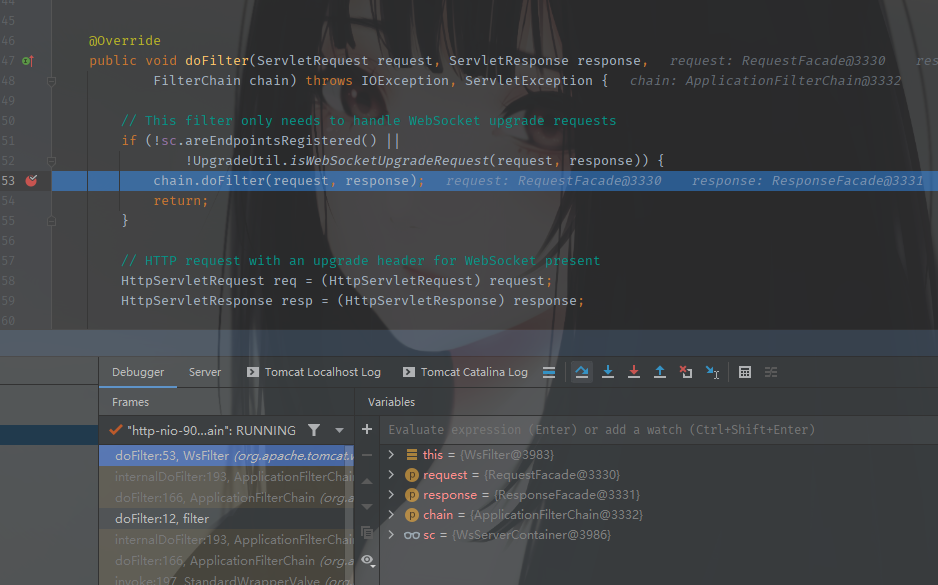 44
45
46 @Override
47 public void doFilter(ServletRequest request, ServletResponse response, request: RequestFacade@3330 res
48 FilterChain chain) throws IOException, ServletException { chain: ApplicationFilterChain@3332
49
50 // This filter only needs to handle WebSocket upgrade requests
51 if (!sc.areEndpointsRegistered() ||
52 !UpgradeUtil.isWebSocketUpgradeRequest(request, response)) {
53 chain.doFilter(request, response); request: RequestFacade@3330 response: ResponseFacade@3331
54 return;
55 }
56
57 // HTTP request with an upgrade header for WebSocket present
58 HttpServletRequest req = (HttpServletRequest) request;
59 HttpServletResponse resp = (HttpServletResponse) response;
60
Debugger Server Tomcat Localhost Log Tomcat Catalina Log
Frames Variables
"http-nio-90...ain": RUNNING
Evaluate expression (Enter) or add a watch (Ctrl+Shift+Enter)
doFilter:53, WsFilter (org.apache.tomcat.w
internalDoFilter:193, ApplicationFilterChain
doFilter:166, ApplicationFilterChain (org.a
doFilter:12, filter
internalDoFilter:193, ApplicationFilterChai
doFilter:166, ApplicationFilterChain (org.a
invoke:197, StandardWrapperValve (org.
this = {WsFilter@3983}
request = {RequestFacade@3330}
response = {ResponseFacade@3331}
chain = {ApplicationFilterChain@3332}
sc = {WsServerContainer@3986}